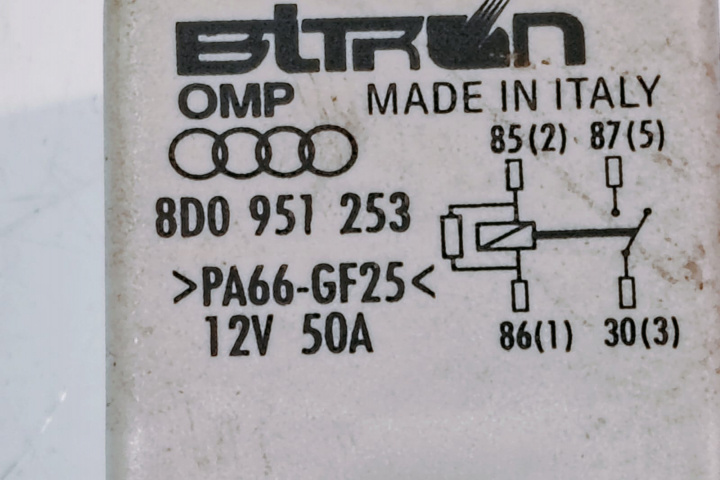 BITRON
OMP MADE IN ITALY
85(2) 87(5)
8D0 951 253
>PA66-GF25<
12V 50A
86(1) 30(3)